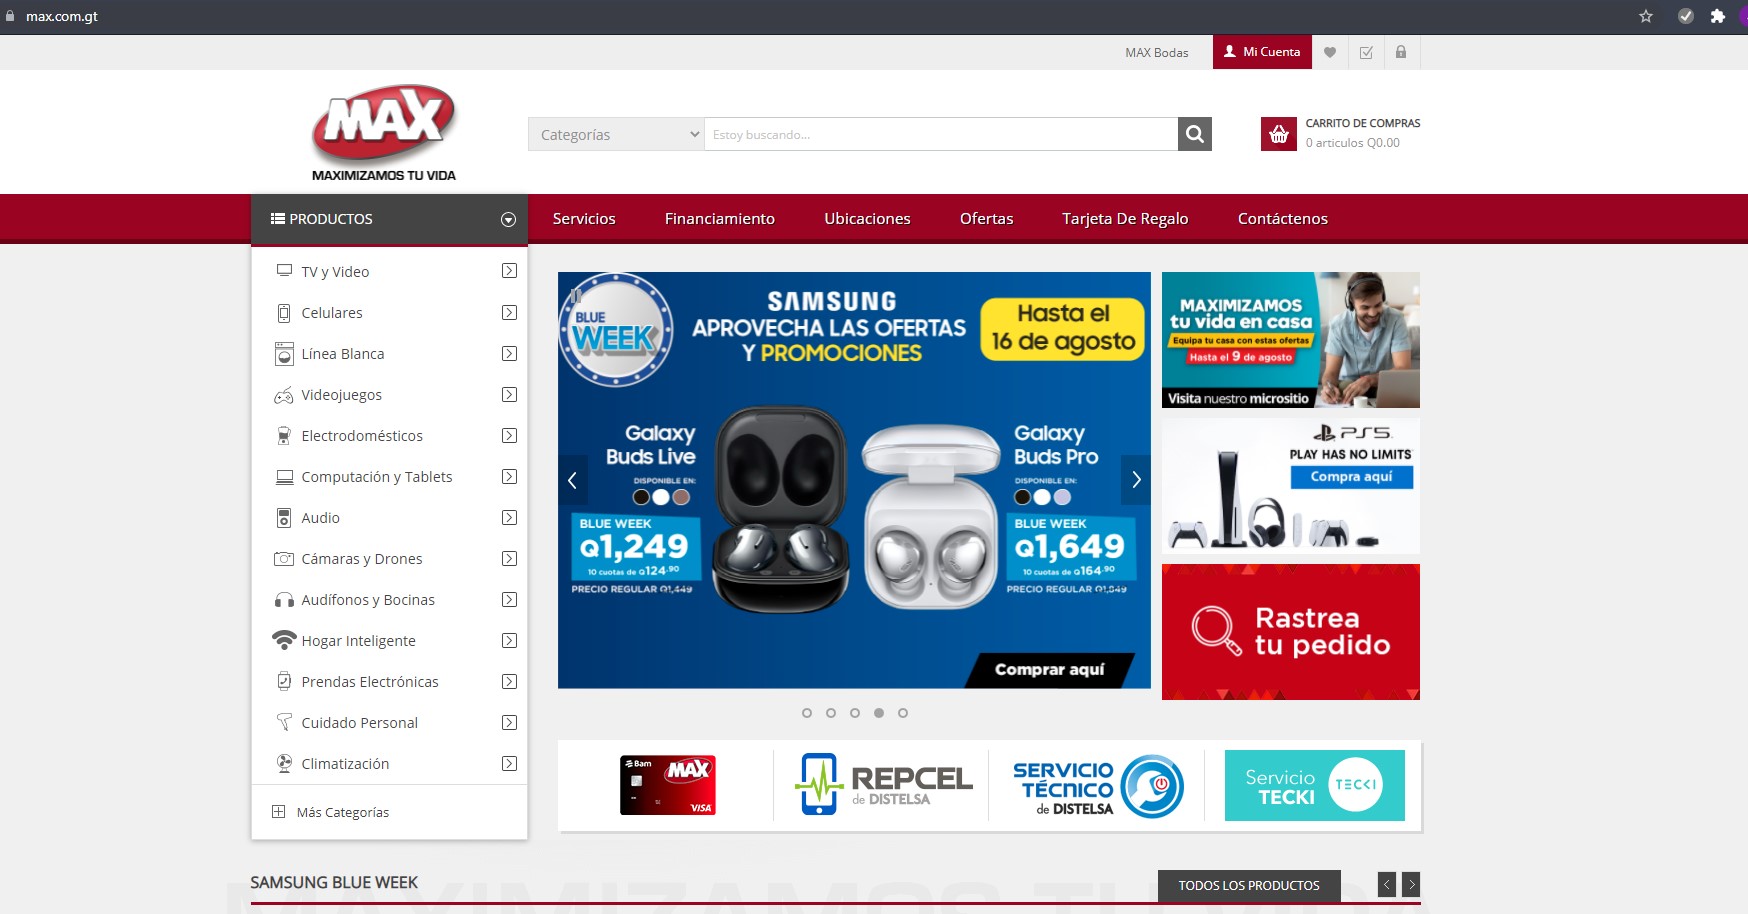 max.com.gt
MAX Bodas
Mi Cuenta
MAX
MAXIMIZAMOS TU VIDA
Categorías
Estoy buscando...
CARRITO DE COMPRAS
0 articulos Q0.00
PRODUCTOS
Servicios
Financiamiento
Ubicaciones
Ofertas
Tarjeta De Regalo
Contáctenos
TV y Video
Celulares
Línea Blanca
Videojuegos
Electrodomésticos
Computación y Tablets
Audio
Cámaras y Drones
Audífonos y Bocinas
Hogar Inteligente
Prendas Electrónicas
Cuidado Personal
Climatización
Más Categorías
BLUE
WEEK
SAMSUNG
APROVECHA LAS OFERTAS
Y PROMOCIONES
Hasta el
16 de agosto
Galaxy
Buds Live
DISPONIBLE EN:
BLUE WEEK
Q1,249
10 cuotas de Q124.90
PRECIO REGULAR Q1,449
Galaxy
Buds Pro
DISPONIBLE EN:
BLUE WEEK
Q1,649
10 cuotas de Q164.90
PRECIO REGULAR Q1,849
Comprar aquí
MAXIMIZAMOS
tu vida en casa
Equipa tu casa con estas ofertas
Hasta el 9 de agosto
Visita nuestro micrositio
PS5
PLAY HAS NO LIMITS
Compra aquí
Rastrea
tu pedido
Bam
MAX
VISA
REPCEL
de DISTELSA
SERVICIO
TÉCNICO
de DISTELSA
Servicio
TECKI
TECKI
SAMSUNG BLUE WEEK
TODOS LOS PRODUCTOS
MAXIMIZAMOS TU VIDA